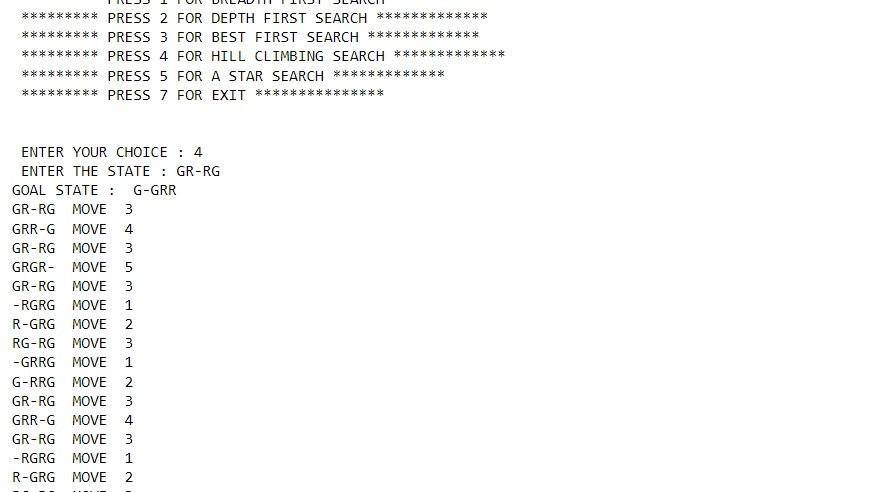 PRESS 1 FOR BREADTH FIRST SEARCH
********* PRESS 2 FOR DEPTH FIRST SEARCH *************
********* PRESS 3 FOR BEST FIRST SEARCH *************
********* PRESS 4 FOR HILL CLIMBING SEARCH *************
********* PRESS 5 FOR A STAR SEARCH *************
********* PRESS 7 FOR EXIT ***************
ENTER YOUR CHOICE : 4
ENTER THE STATE : GR-RG
GOAL STATE :  G-GRR
GR-RG  MOVE  3
GRR-G  MOVE  4
GR-RG  MOVE  3
GRGR-  MOVE  5
GR-RG  MOVE  3
-RGRG  MOVE  1
R-GRG  MOVE  2
RG-RG  MOVE  3
-GRRG  MOVE  1
G-RRG  MOVE  2
GR-RG  MOVE  3
GRR-G  MOVE  4
GR-RG  MOVE  3
-RGRG  MOVE  1
R-GRG  MOVE  2